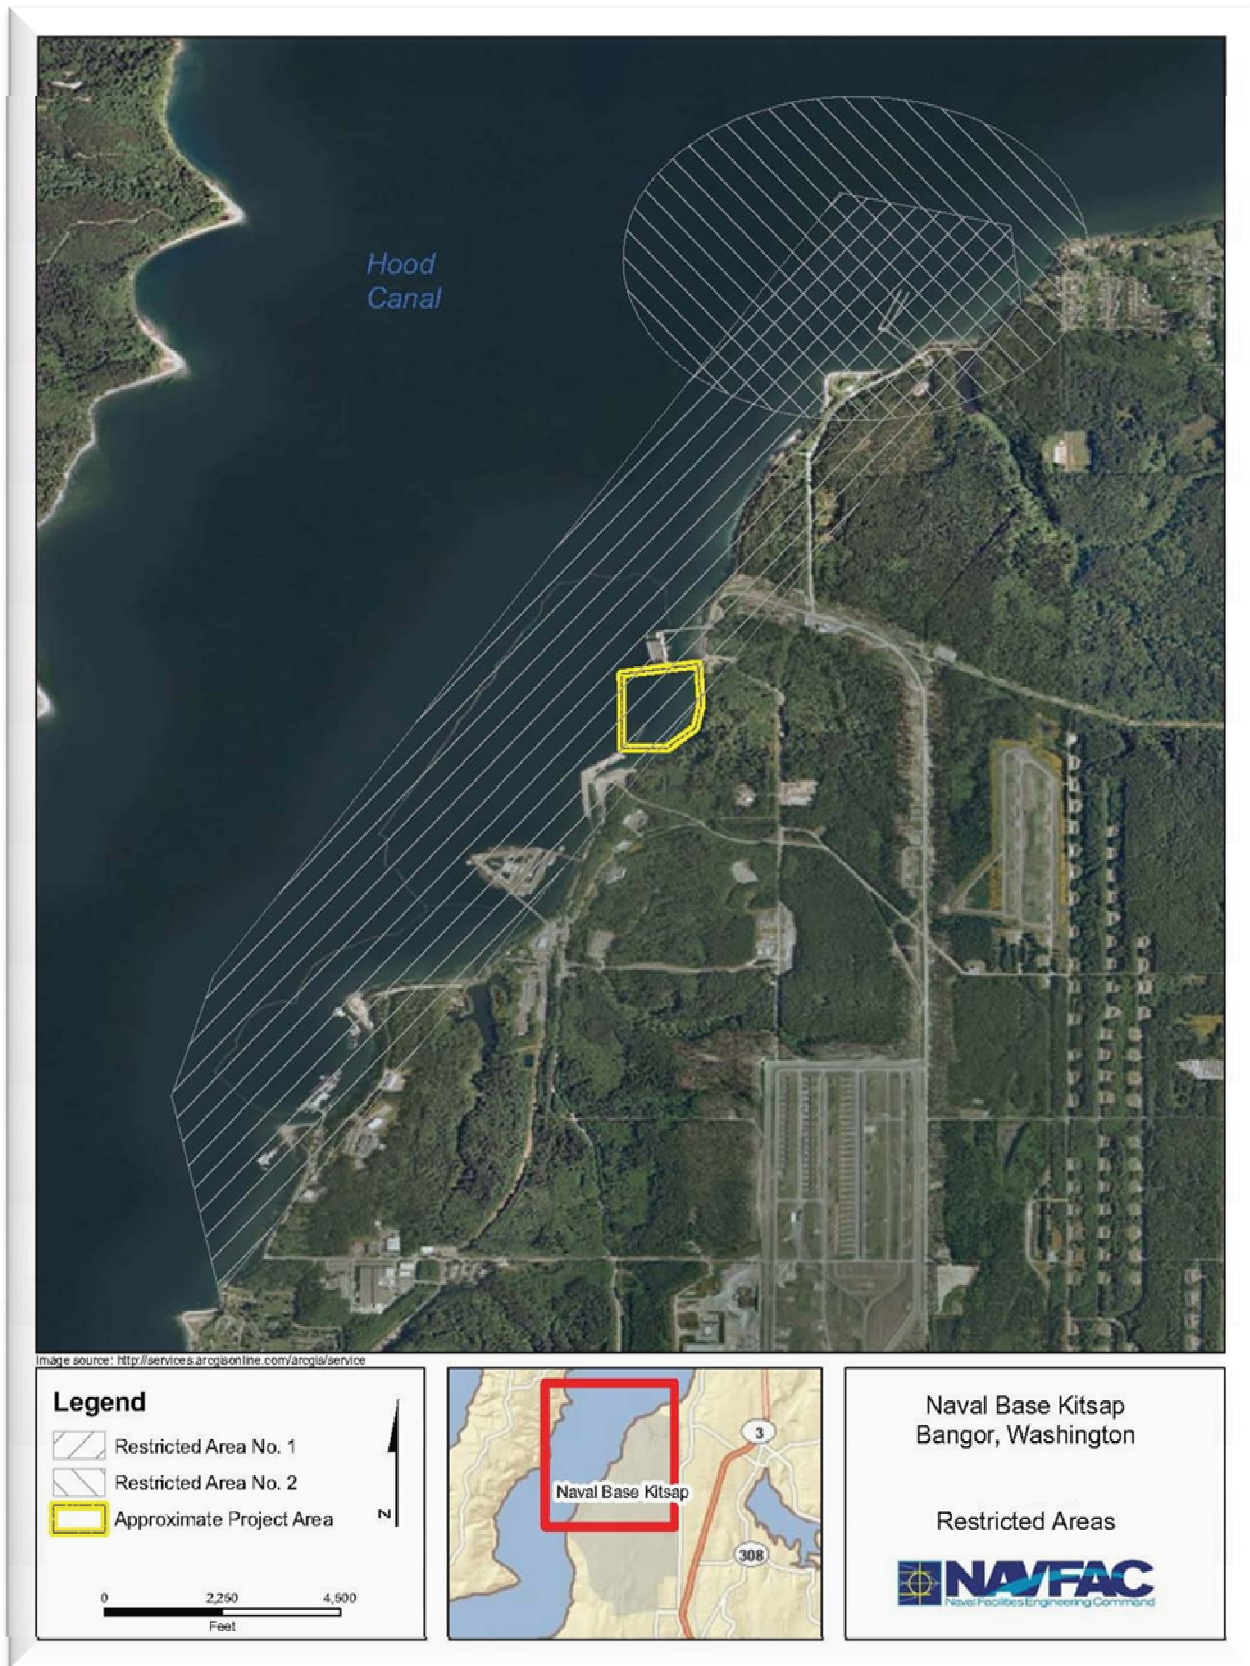 Hood
Canal
Image source: http://services.arcgisonline.com/arcgis/service
Legend
Restricted Area No. 1
Restricted Area No. 2
Approximate Project Area
N
0 2,250 4,500
Feet
3
Naval Base Kitsap
308
Naval Base Kitsap
Bangor, Washington
Restricted Areas
NAVFAC
Naval Facilities Engineering Command